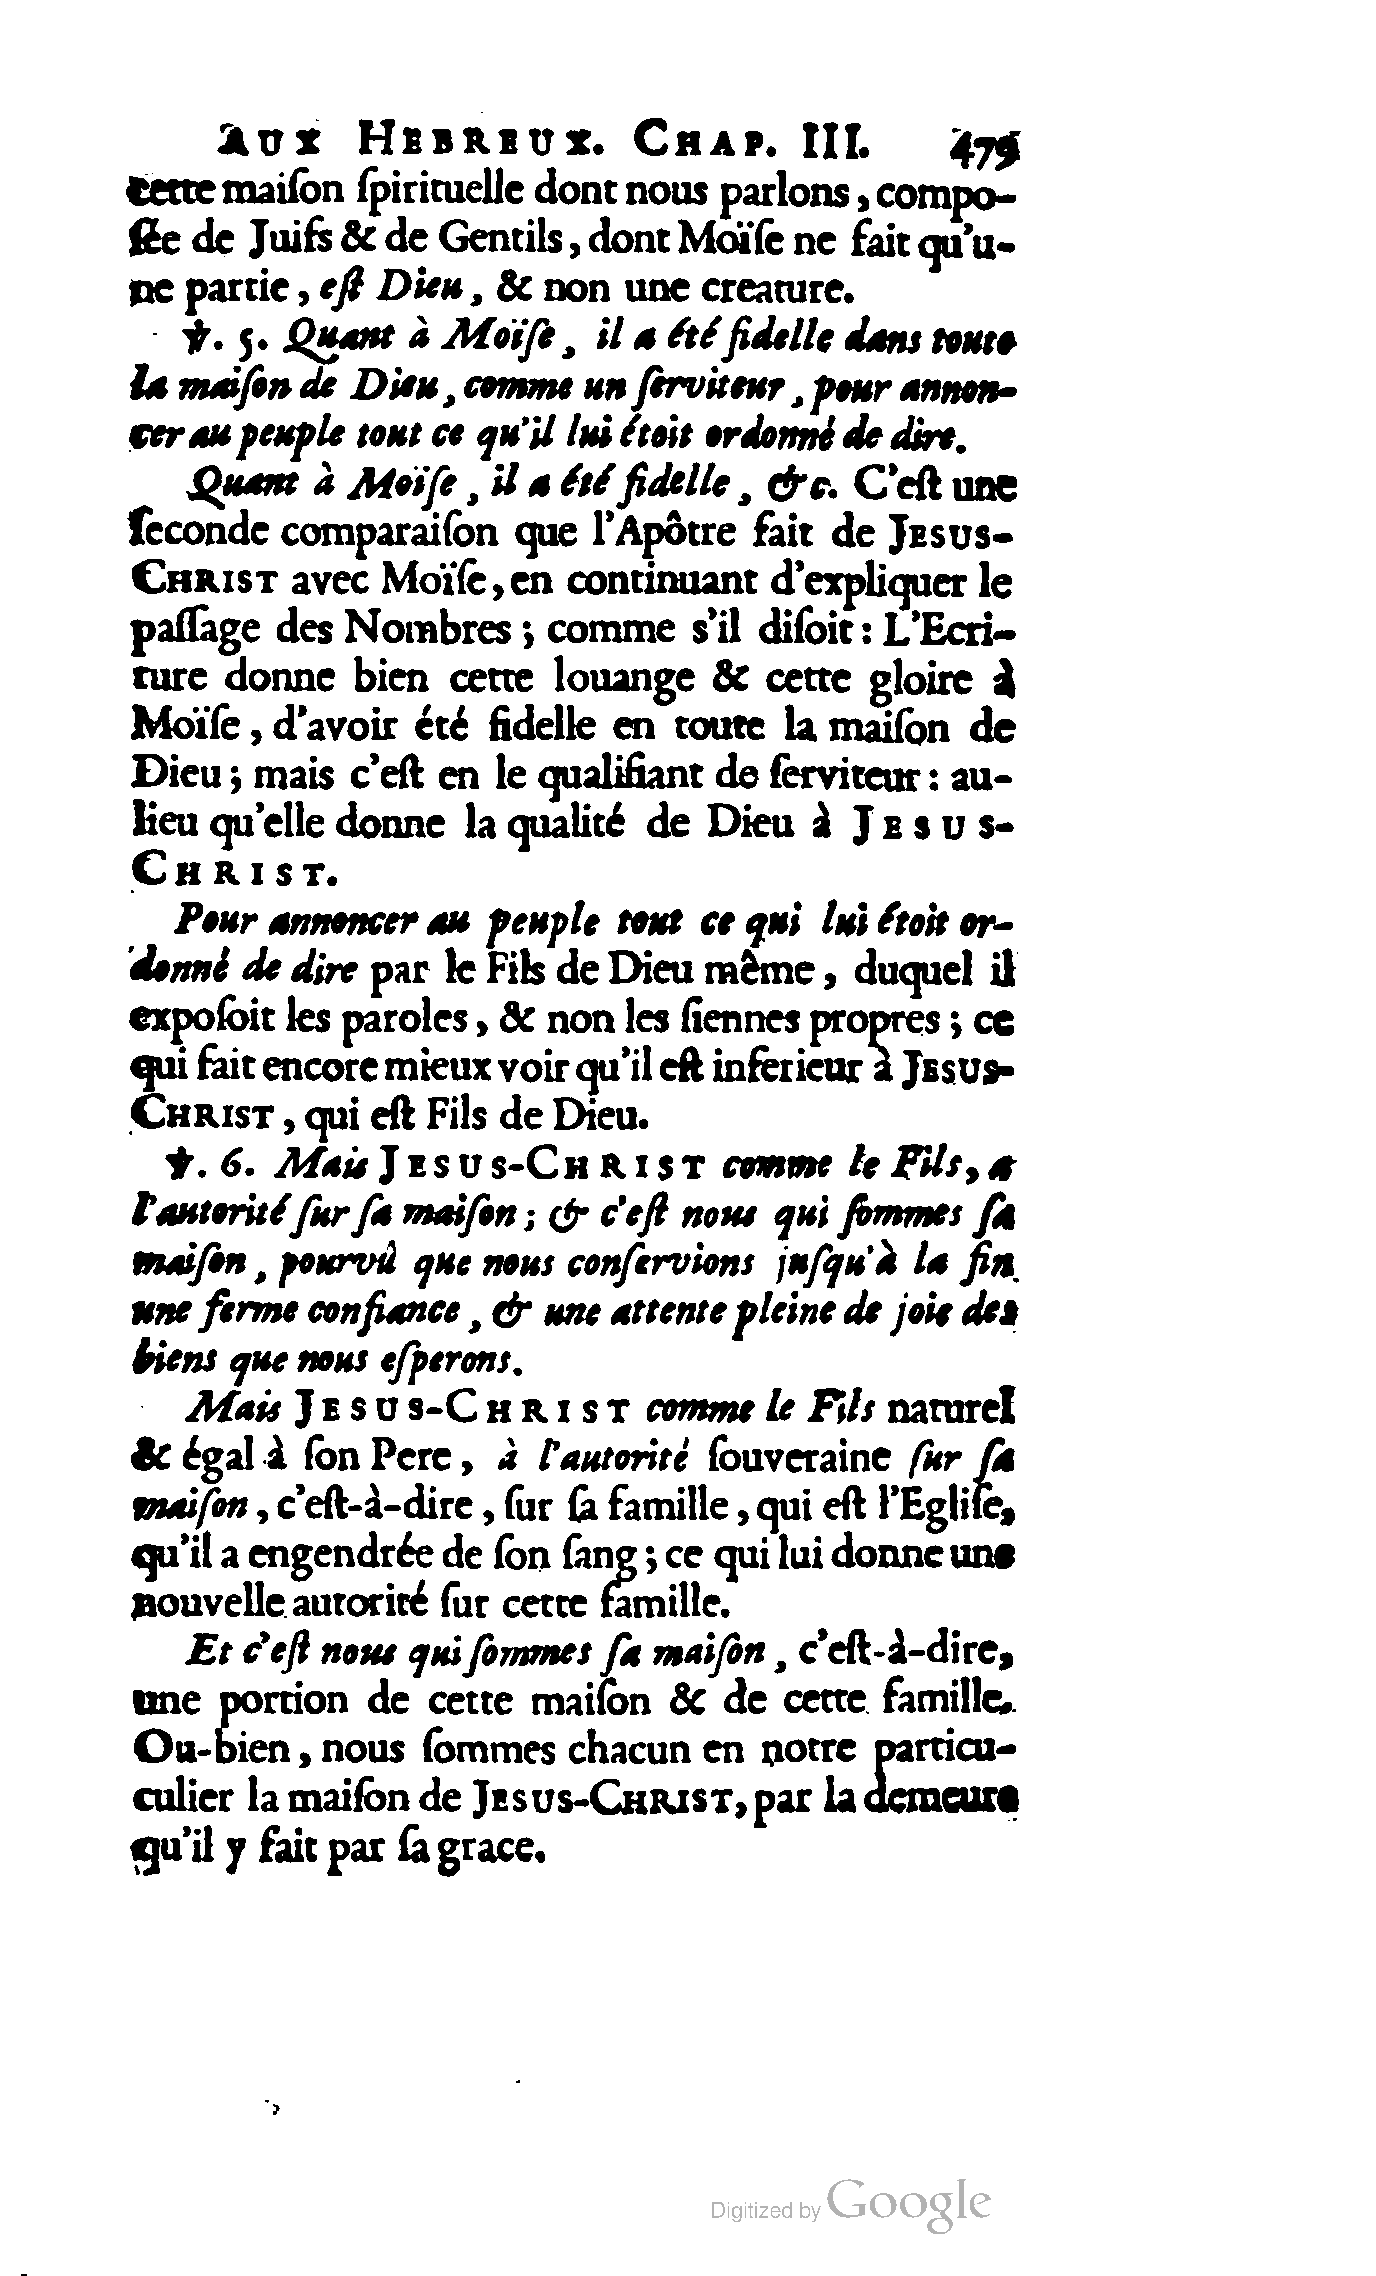 AUX HEBREUX. CHAP. III. 475
cette maiſon ſpirituelle dont nous parlons, compo-
ſée de Juifs & de Gentils, dont Moïſe ne fait qu'u-
ne partie, eſt Dieu, & non une creature.
℣. 5. Quant à Moïſe, il a été fidelle dans toute
la maiſon de Dieu, comme un ſerviteur, pour annon-
cer au peuple tout ce qu'il lui étoit ordonné de dire.
Quant à Moïſe, il a été fidelle, &c. C'eſt une
ſeconde comparaiſon que l'Apôtre fait de JESUS-
CHRIST avec Moïſe, en continuant d'expliquer le
paſſage des Nombres; comme s'il diſoit: L'Ecri-
ture donne bien cette louange & cette gloire à
Moïſe, d'avoir été fidelle en toute la maiſon de
Dieu; mais c'eſt en le qualifiant de ſerviteur: au-
lieu qu'elle donne la qualité de Dieu à JESUS-
CHRIST.
Pour annoncer au peuple tout ce qui lui étoit or-
donné de dire par le Fils de Dieu même, duquel il
expoſoit les paroles, & non les ſiennes propres; ce
qui fait encore mieux voir qu'il eſt inferieur à JESUS-
CHRIST, qui eſt Fils de Dieu.
℣. 6. Mais JESUS-CHRIST comme le Fils, a
l'autorité ſur ſa maiſon; & c'eſt nous qui ſommes ſa
maiſon, pourvû que nous conſervions juſqu'à la fin
une ferme confiance, & une attente pleine de joie des
biens que nous eſperons.
Mais JESUS-CHRIST comme le Fils naturel
& égal à ſon Pere, à l'autorité ſouveraine ſur ſa
maiſon, c'eſt-à-dire, ſur ſa famille, qui eſt l'Egliſe,
qu'il a engendrée de ſon ſang; ce qui lui donne une
nouvelle autorité ſur cette famille.
Et c'eſt nous qui ſommes ſa maiſon, c'eſt-à-dire,
une portion de cette maiſon & de cette famille.
Ou-bien, nous ſommes chacun en notre particu-
culier la maiſon de JESUS-CHRIST, par la demeure
qu'il y fait par ſa grace.
Digitized by Google